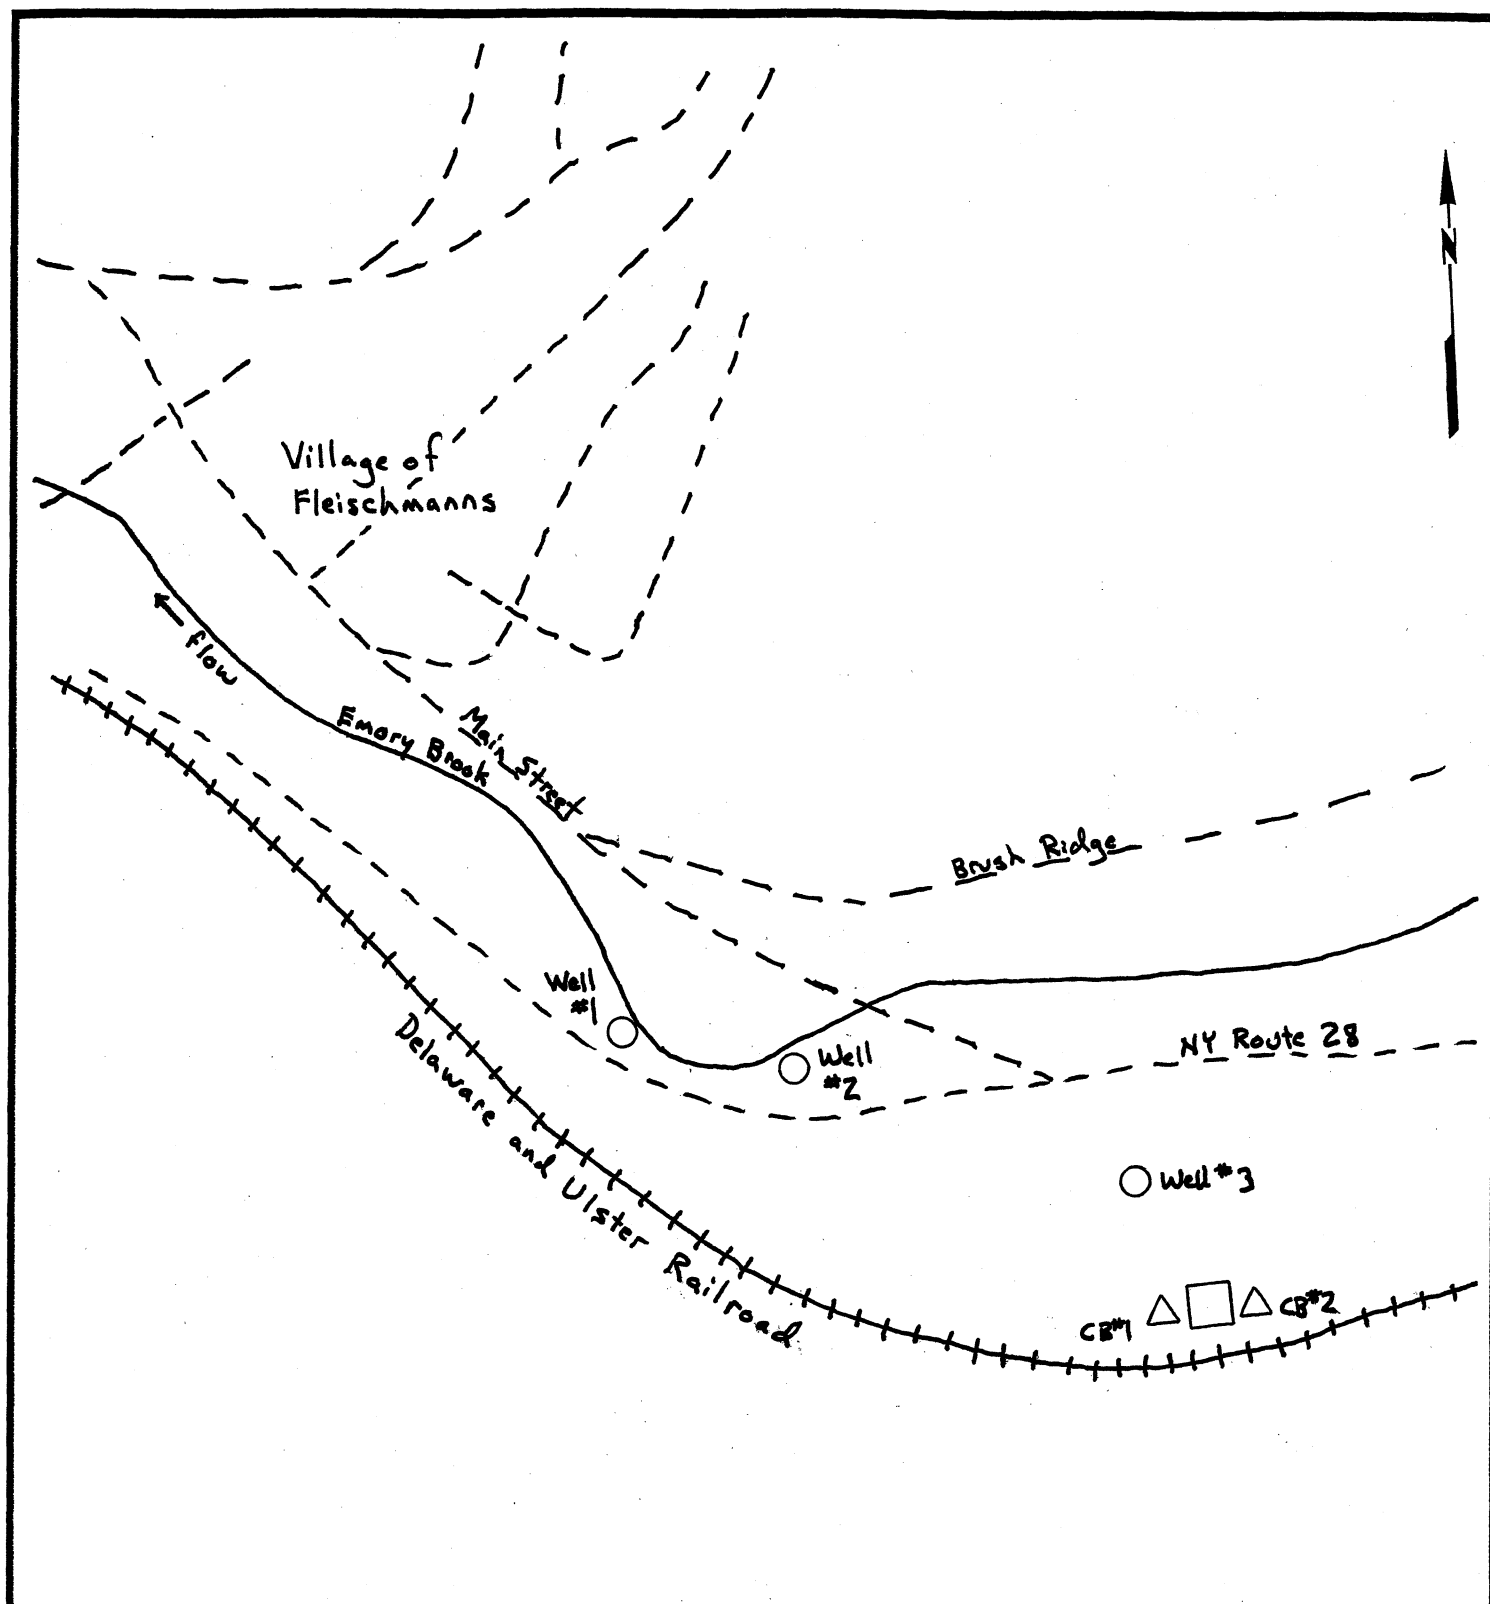 N
Village of
Fleischmanns
flow
Emory Brook
Main Street
Brush Ridge
Well
#1
Well
#2
NY Route 28
Delaware and Ulster Railroad
Well #3
CB#1
CB#2